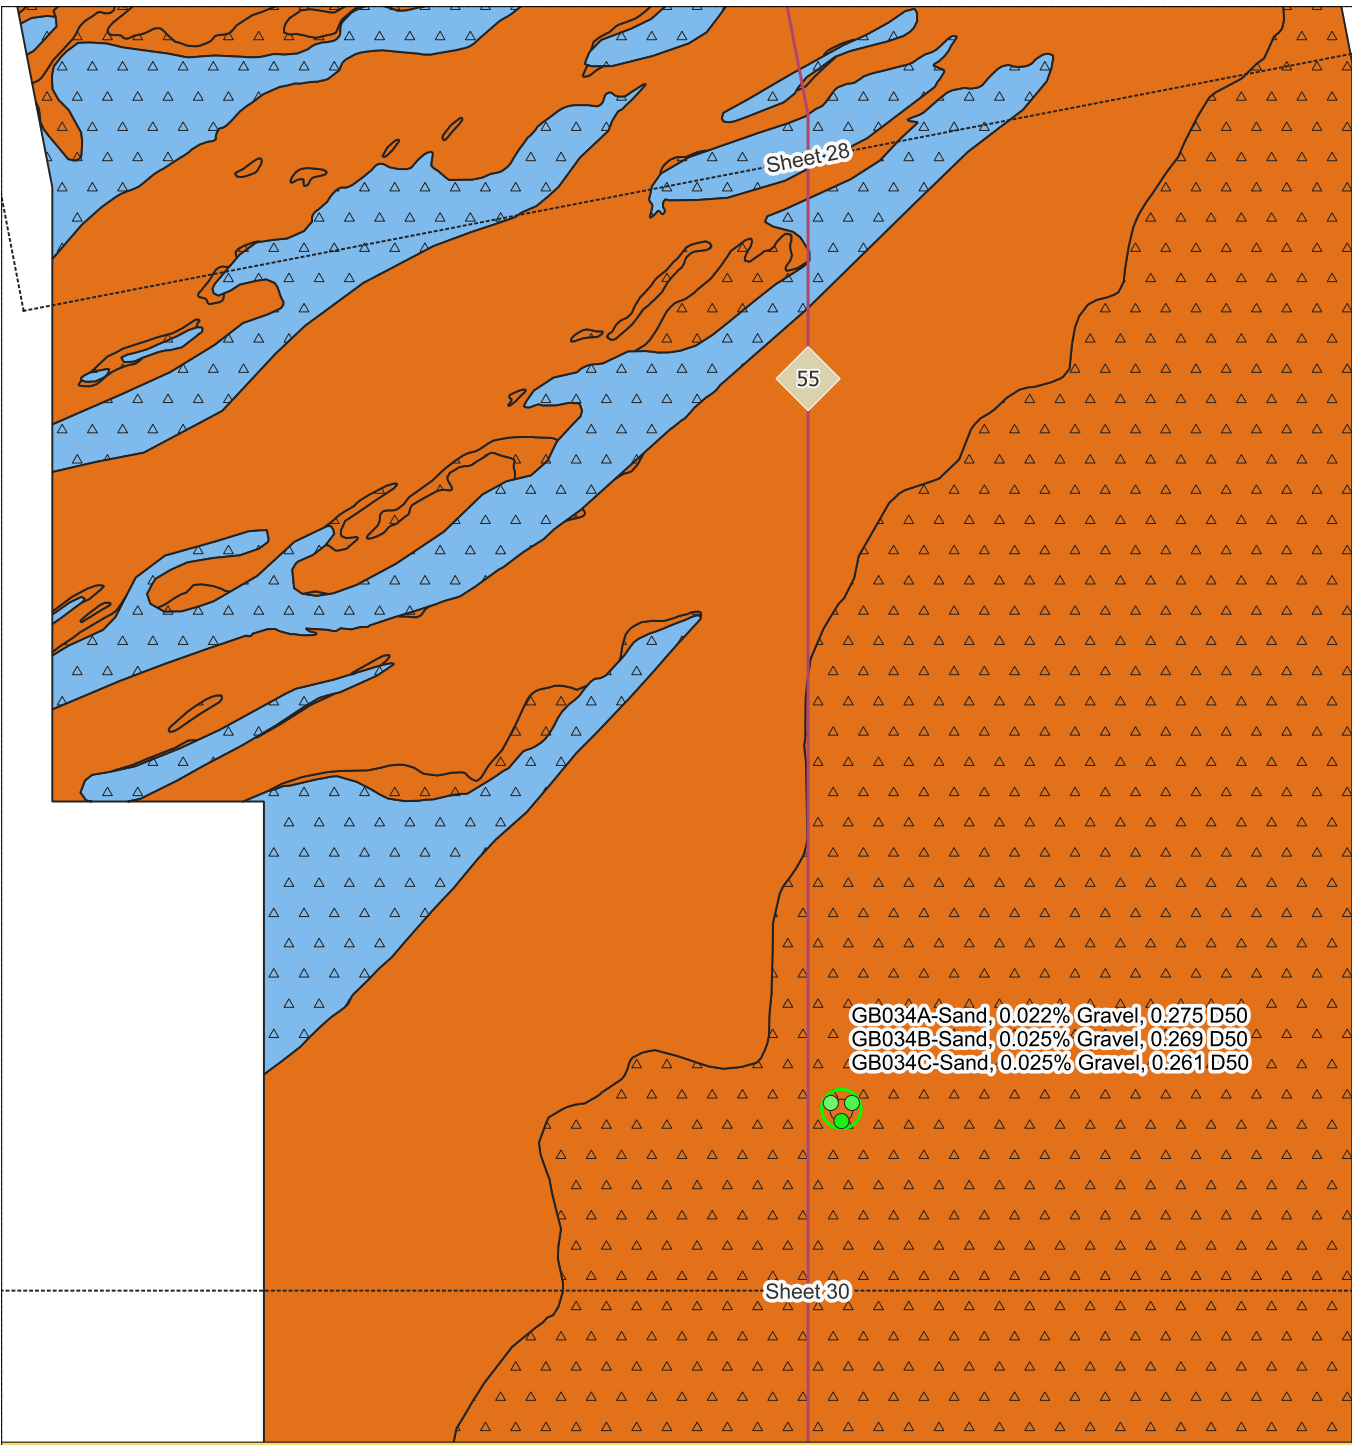 Sheet 28
55
GB034A-Sand, 0.022% Gravel, 0.275 D50
GB034B-Sand, 0.025% Gravel, 0.269 D50
GB034C-Sand, 0.025% Gravel, 0.261 D50
Sheet 30